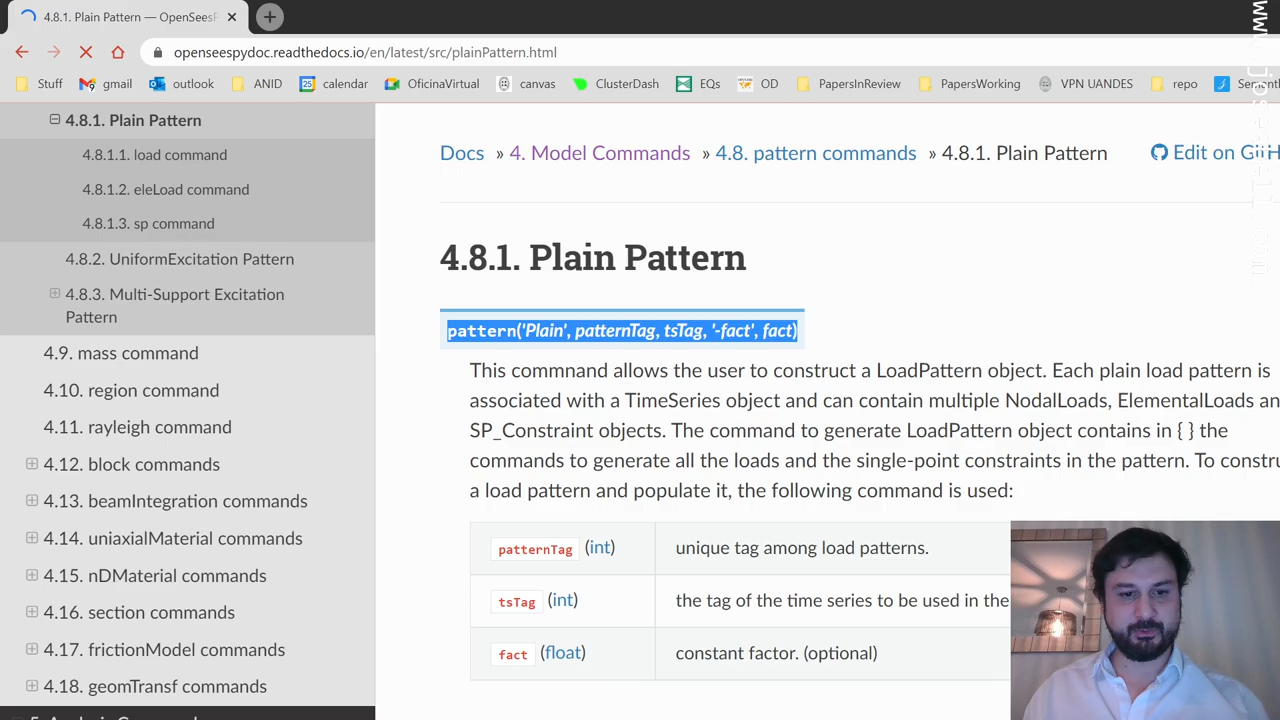 4.8.1. Plain Pattern — OpenSeesP
openseespydoc.readthedocs.io/en/latest/src/plainPattern.html
Stuff gmail outlook ANID 25 calendar OficinaVirtual canvas ClusterDash EQs OD PapersInReview PapersWorking VPN UANDES repo
4.8.1. Plain Pattern
4.8.1.1. load command
4.8.1.2. eleLoad command
4.8.1.3. sp command
4.8.2. UniformExcitation Pattern
4.8.3. Multi-Support Excitation
Pattern
4.9. mass command
4.10. region command
4.11. rayleigh command
4.12. block commands
4.13. beamIntegration commands
4.14. uniaxialMaterial commands
4.15. nDMaterial commands
4.16. section commands
4.17. frictionModel commands
4.18. geomTransf commands
5. Analysis Commands
Docs » 4. Model Commands » 4.8. pattern commands » 4.8.1. Plain Pattern
Edit on GitH
4.8.1. Plain Pattern
pattern('Plain', patternTag, tsTag, '-fact', fact)
This commnand allows the user to construct a LoadPattern object. Each plain load pattern is
associated with a TimeSeries object and can contain multiple NodalLoads, ElementalLoads an
SP_Constraint objects. The command to generate LoadPattern object contains in { } the
commands to generate all the loads and the single-point constraints in the pattern. To constru
a load pattern and populate it, the following command is used:
patternTag (int) unique tag among load patterns.
tsTag (int) the tag of the time series to be used in the
fact (float) constant factor. (optional)